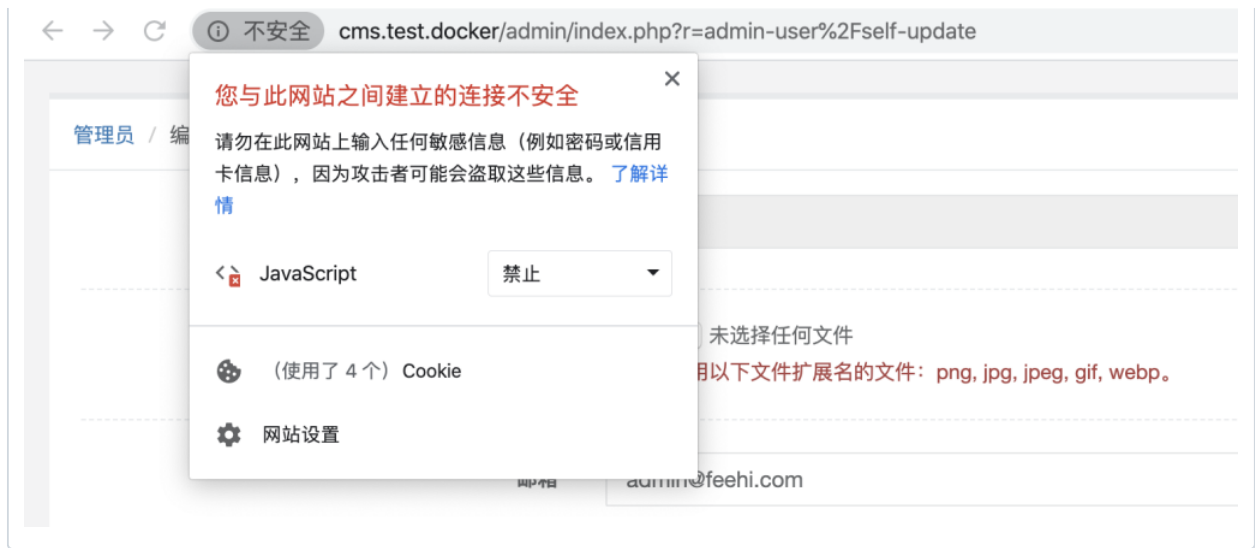 不安全 cms.test.docker/admin/index.php?r=admin-user%2Fself-update
您与此网站之间建立的连接不安全
请勿在此网站上输入任何敏感信息（例如密码或信用
卡信息），因为攻击者可能会盗取这些信息。 了解详
情
管理员 / 编
JavaScript 禁止
未选择任何文件
用以下文件扩展名的文件：png, jpg, jpeg, gif, webp。
（使用了 4 个）Cookie
网站设置
邮箱 admin@feehi.com